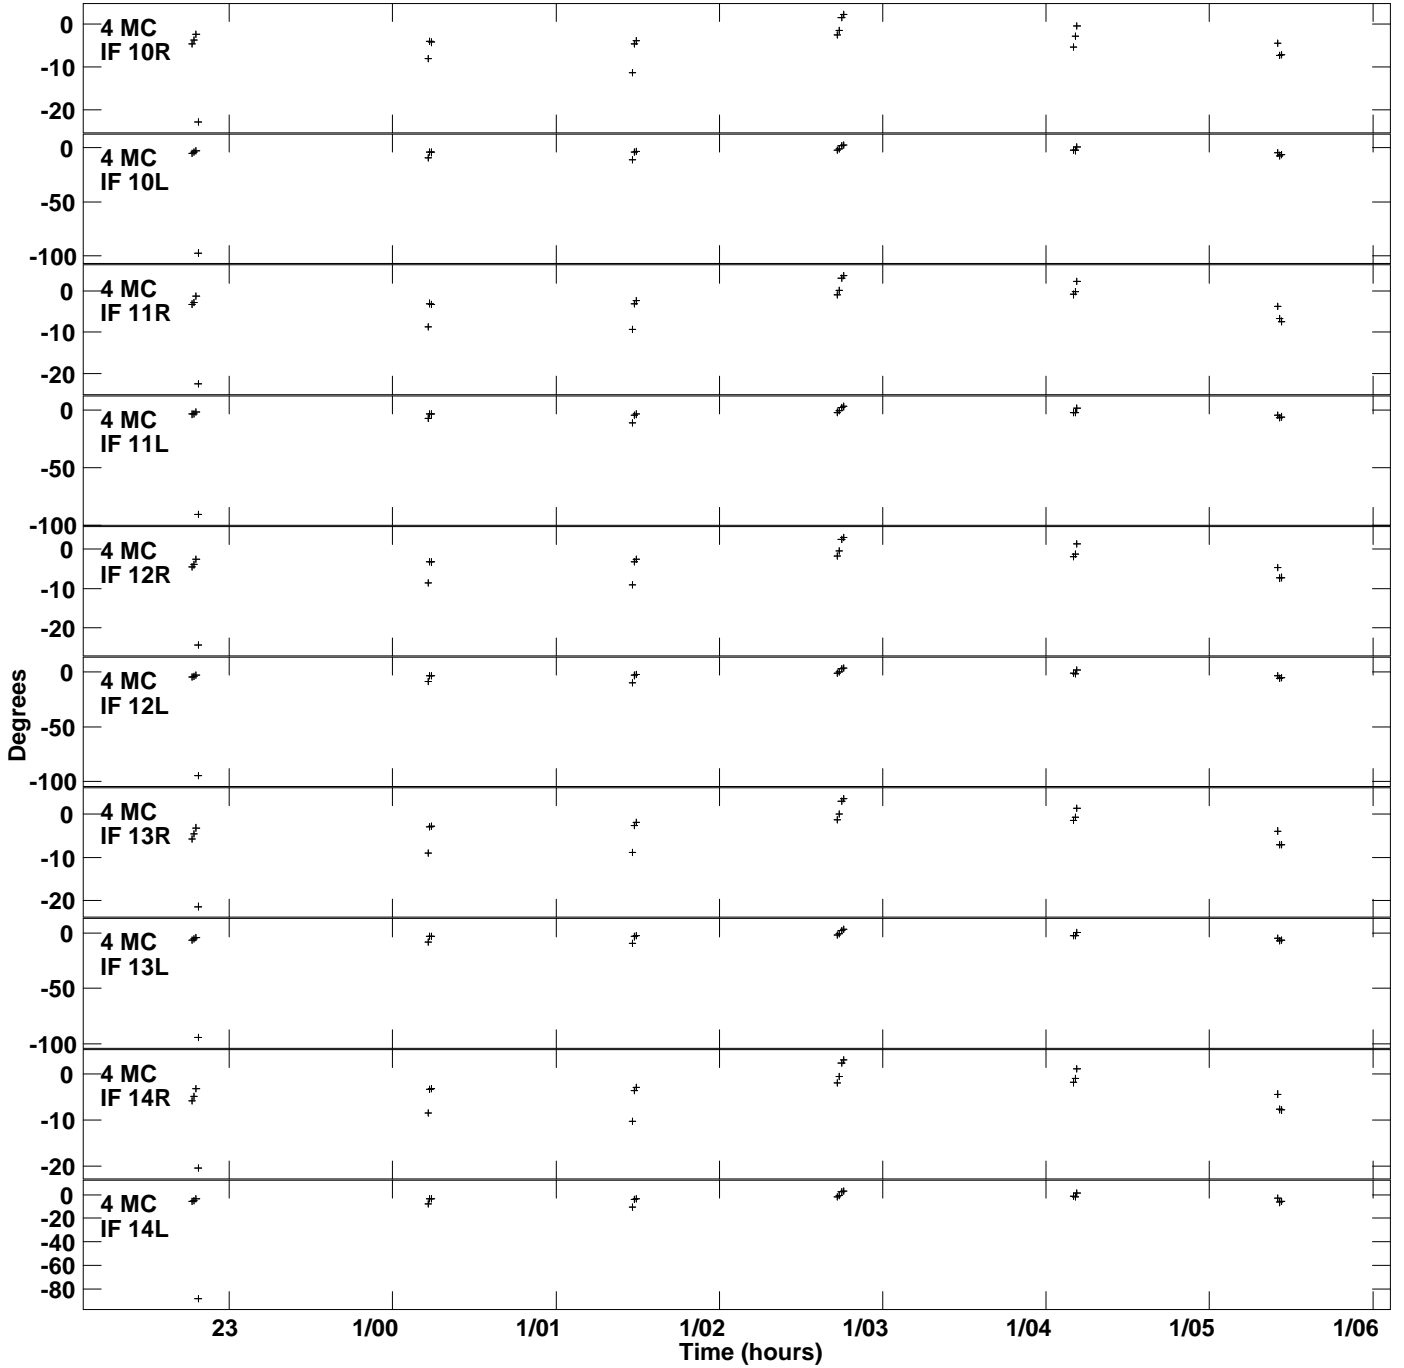 0
-10
-20
4 MC
IF 10R
0
-50
-100
4 MC
IF 10L
0
-10
-20
4 MC
IF 11R
0
-50
-100
4 MC
IF 11L
0
-10
-20
4 MC
IF 12R
0
-50
-100
4 MC
IF 12L
0
-10
-20
4 MC
IF 13R
0
-50
-100
4 MC
IF 13L
0
-10
-20
4 MC
IF 14R
0
-20
-40
-60
-80
4 MC
IF 14L
Degrees
23 1/00 1/01 1/02 1/03 1/04 1/05 1/06
Time (hours)